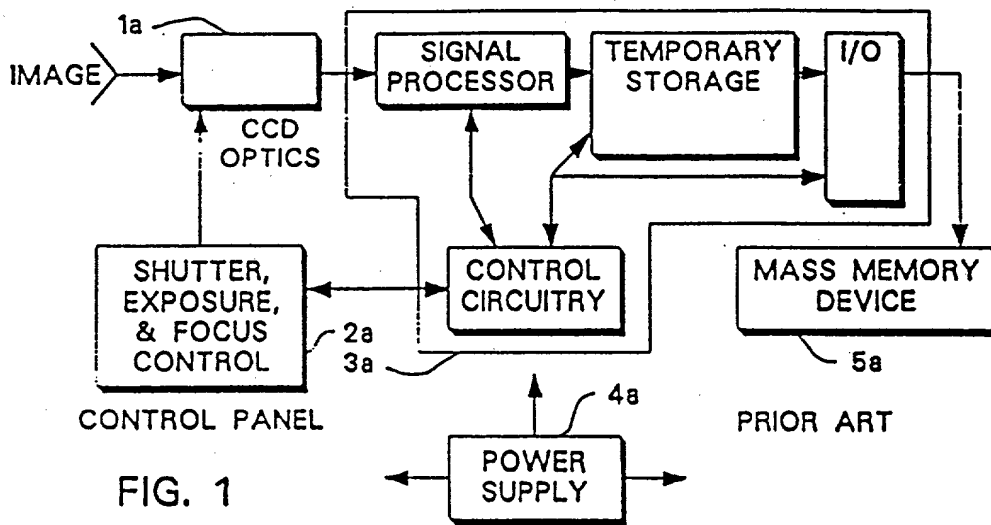 1a
IMAGE
CCD
OPTICS
SIGNAL
PROCESSOR
TEMPORARY
STORAGE
I/O
SHUTTER,
EXPOSURE,
& FOCUS
CONTROL
2a
3a
CONTROL PANEL
CONTROL
CIRCUITRY
MASS MEMORY
DEVICE
5a
4a
POWER
SUPPLY
PRIOR ART
FIG. 1